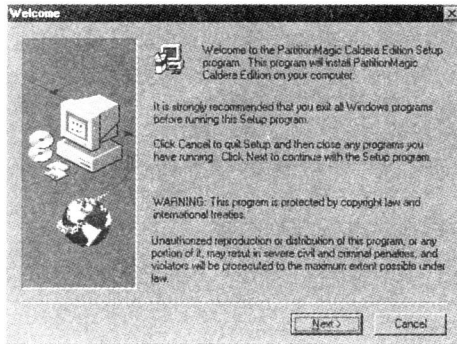 Welcome
Welcome to the PartitionMagic Caldera Edition Setup
program. This program will install PartitionMagic
Caldera Edition on your computer.
It is strongly recommended that you exit all Windows programs
before running this Setup program.
Click Cancel to quit Setup and then close any programs you
have running. Click Next to continue with the Setup program.
WARNING: This program is protected by copyright law and
international treaties.
Unauthorized reproduction or distribution of this program, or any
portion of it, may result in severe civil and criminal penalties, and
violators will be prosecuted to the maximum extent possible under
law.
Next >
Cancel